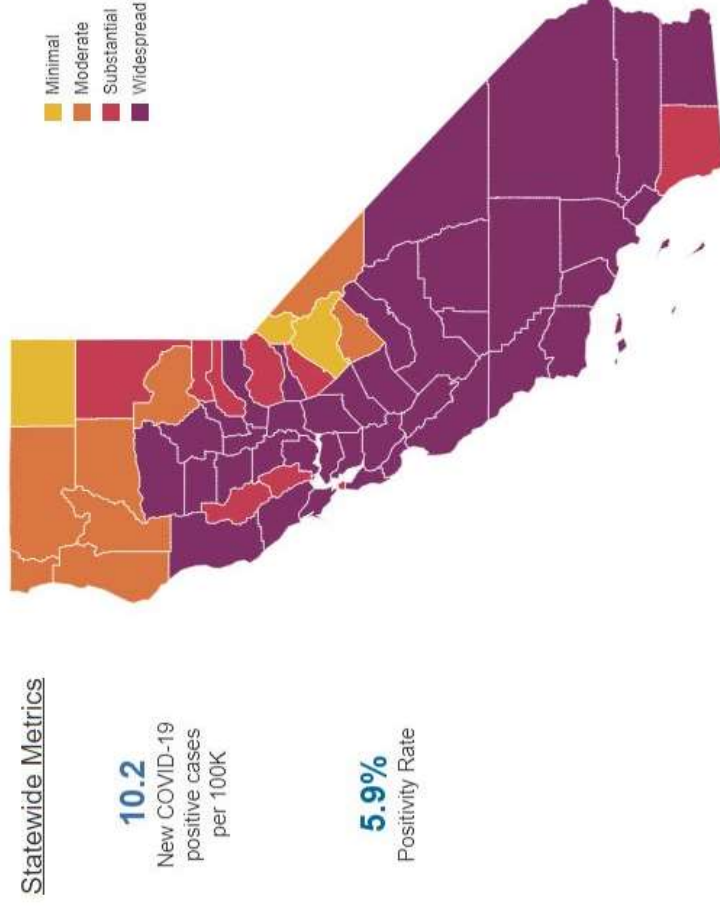 Statewide Metrics
10.2
New COVID-19
positive cases
per 100K
5.9%
Positivity Rate
Minimal
Moderate
Substantial
Widespread